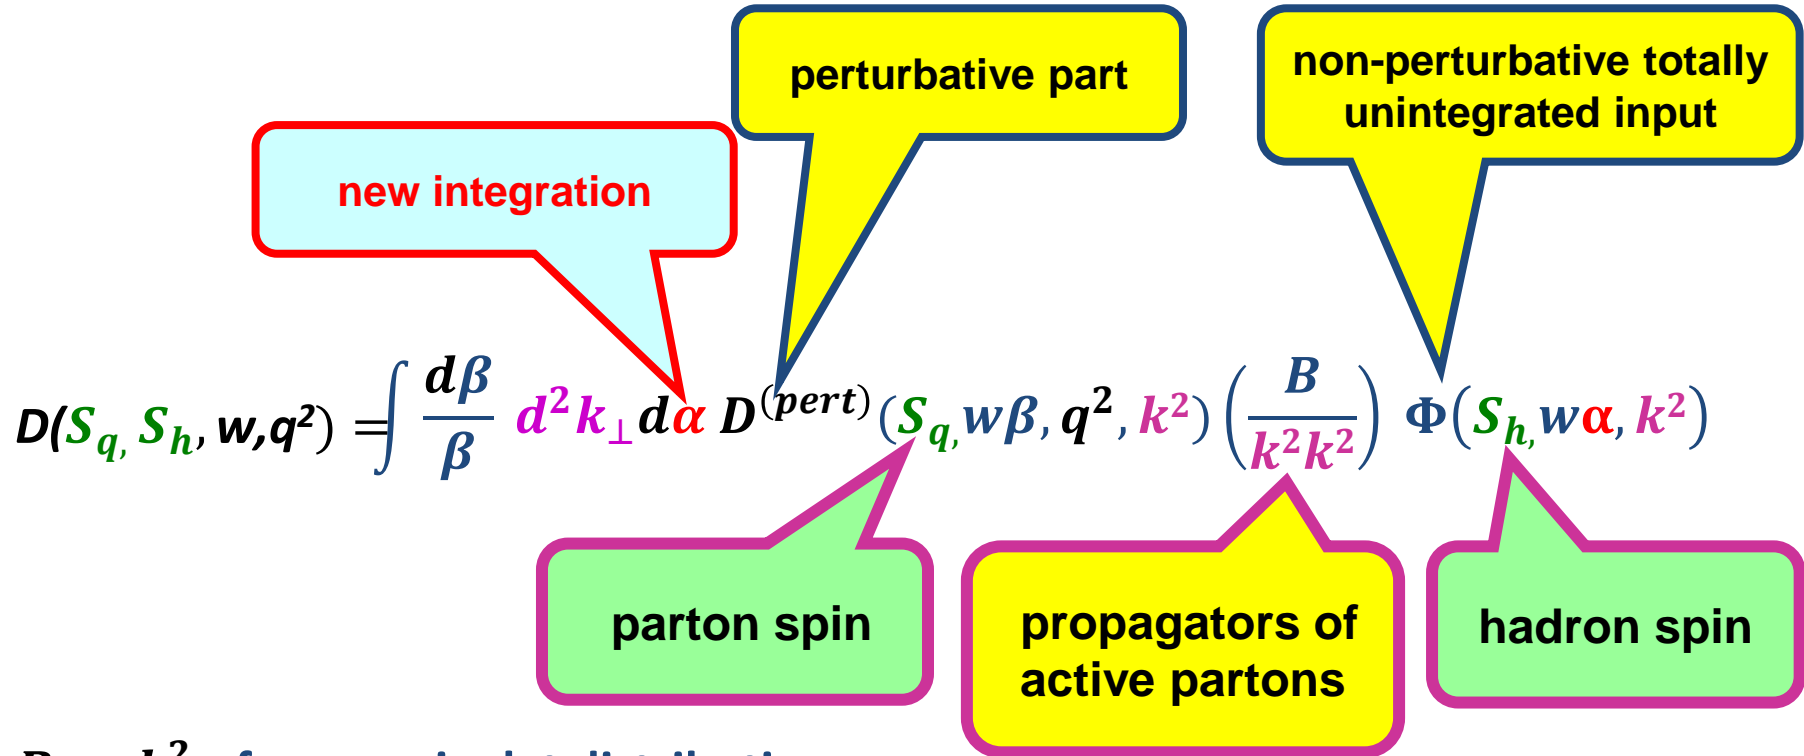 perturbative part
non-perturbative totally
unintegrated input
new integration
D(S_q, S_h, w,q²) = ∫ dβ/β d²k_⊥ dα D^(pert)(S_q, wβ, q², k²) (B/k²k²) Φ(S_h, wα, k²)
parton spin
propagators of
active partons
hadron spin